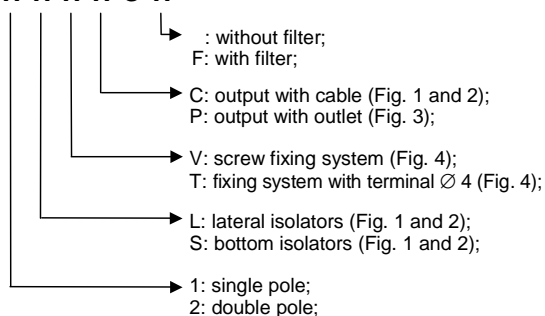 : without filter;
F: with filter;
C: output with cable (Fig. 1 and 2);
P: output with outlet (Fig. 3);
V: screw fixing system (Fig. 4);
T: fixing system with terminal ∅ 4 (Fig. 4);
L: lateral isolators (Fig. 1 and 2);
S: bottom isolators (Fig. 1 and 2);
1: single pole;
2: double pole;